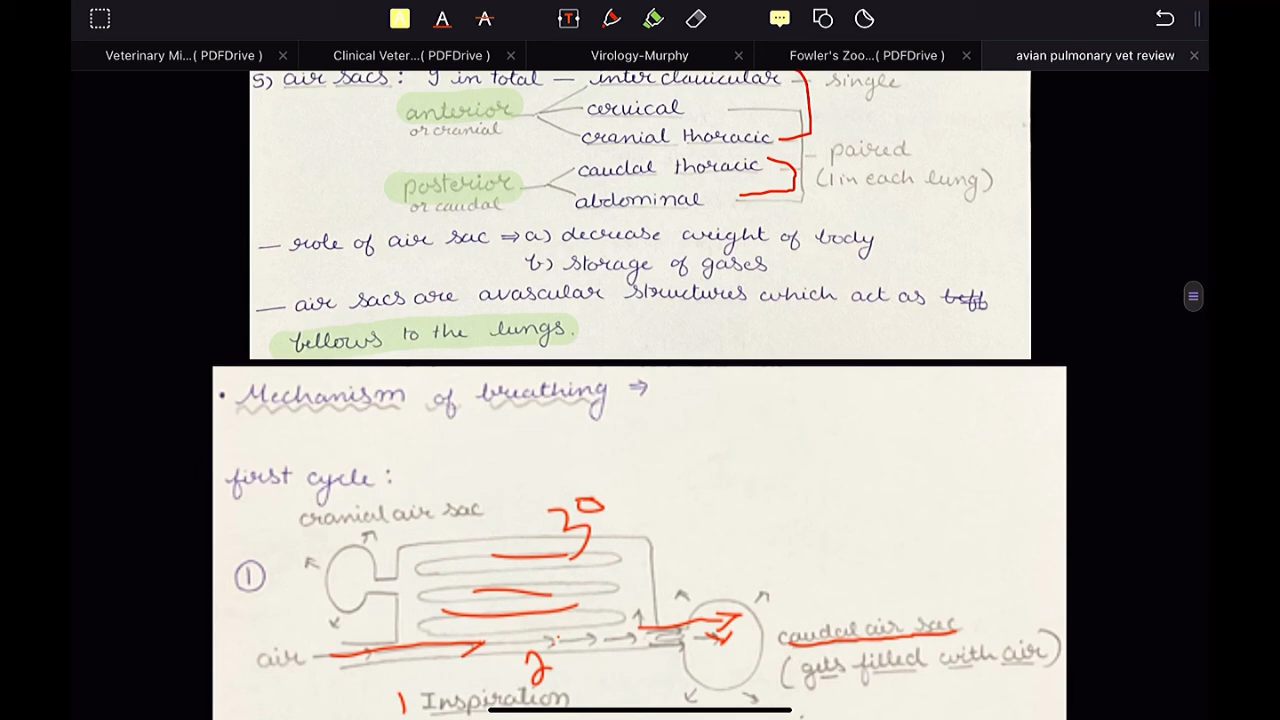 Veterinary Mi...( PDFDrive )
Clinical Veter...( PDFDrive )
Virology-Murphy
Fowler's Zoo...( PDFDrive )
avian pulmonary vet review
5) air sacs : 9 in total — interclavicular — single
anterior
or cranial
cervical
cranial thoracic
paired
(1 in each lung)
posterior
or caudal
caudal thoracic
abdominal
— role of air sac ⇒ a) decrease weight of body
b) storage of gases
— air sacs are avascular structures which act as
bellows to the lungs.
• Mechanism of breathing ⇒
first cycle :
cranial air sac
3°
①
air
caudal air sac
(gets filled with air)
2
1 Inspiration